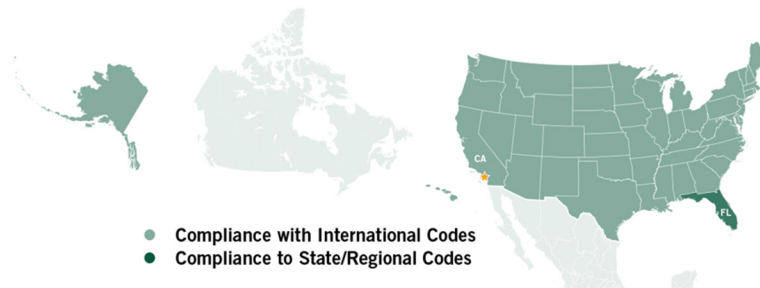 CA
FL
Compliance with International Codes
Compliance to State/Regional Codes